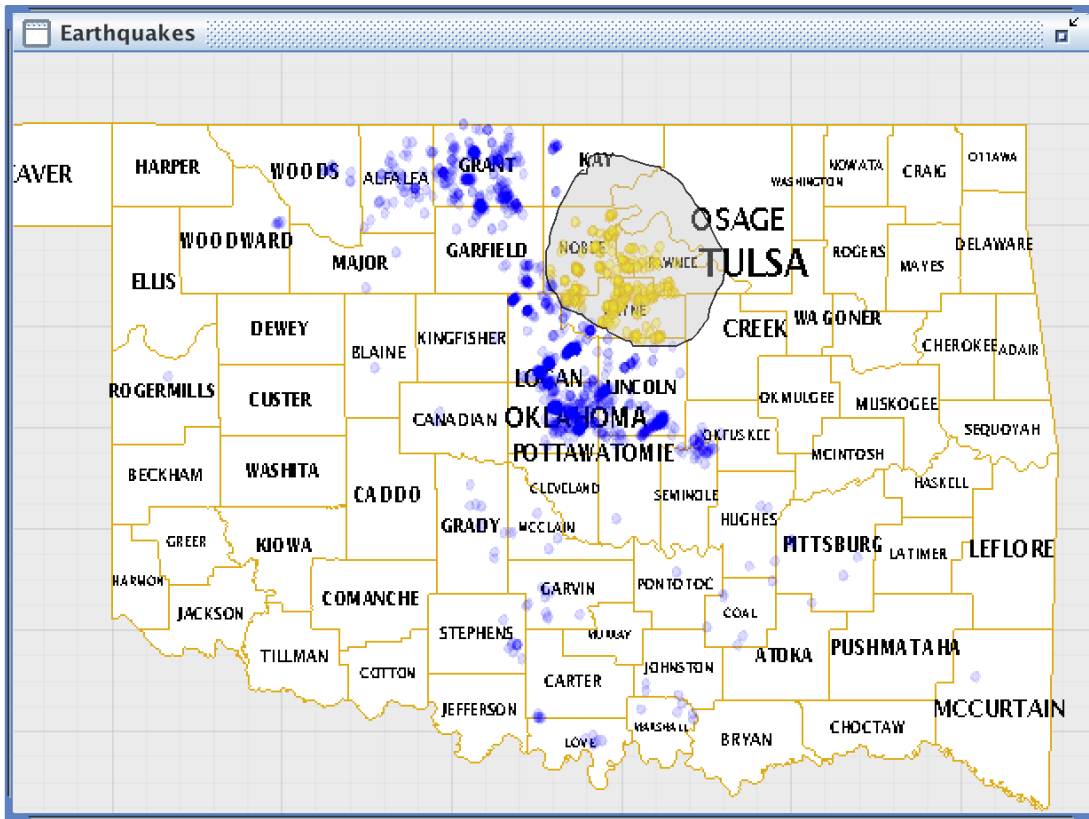 Earthquakes
HARPER
WOODS
ALFALFA
GRANT
KAY
WASHINGTON
NOWATA
CRAIG
OTTAWA
AVER
WOODWARD
MAJOR
GARFIELD
NOBLE
PAWNEE
OSAGE
TULSA
ROGERS
MAYES
DELAWARE
ELLIS
DEWEY
BLAINE
KINGFISHER
LOGAN
PAYNE
CREEK
WAGONER
CHEROKEE
ADAIR
ROGERMILLS
CUSTER
CANADIAN
OKLAHOMA
LINCOLN
OKMULGEE
MUSKOGEE
SEQUOYAH
BECKHAM
WASHITA
CADDO
POTTAWATOMIE
OKFUSKEE
MCINTOSH
HASKELL
GREER
KIOWA
GRADY
CLEVELAND
MCCLAIN
SEMINOLE
HUGHES
PITTSBURG
LATIMER
LEFLORE
HARMON
JACKSON
COMANCHE
GARVIN
PONTOTOC
COAL
TILLMAN
COTTON
STEPHENS
MURRAY
JOHNSTON
ATOKA
PUSHMATAHA
JEFFERSON
CARTER
LOVE
MARSHALL
BRYAN
CHOCTAW
MCCURTAIN